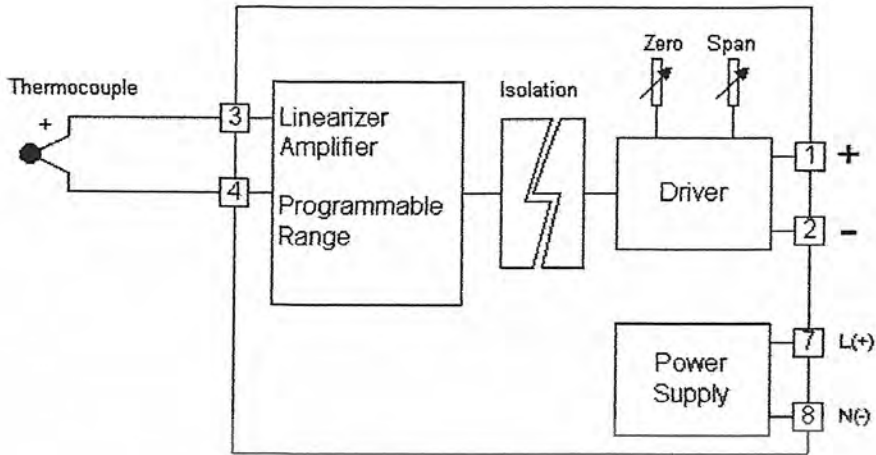 Zero Span
Thermocouple
Isolation
+
3
Linearizer
Amplifier
1
+
4
Programmable
Range
Driver
2
-
7
L(+)
Power
Supply
8
N(-)